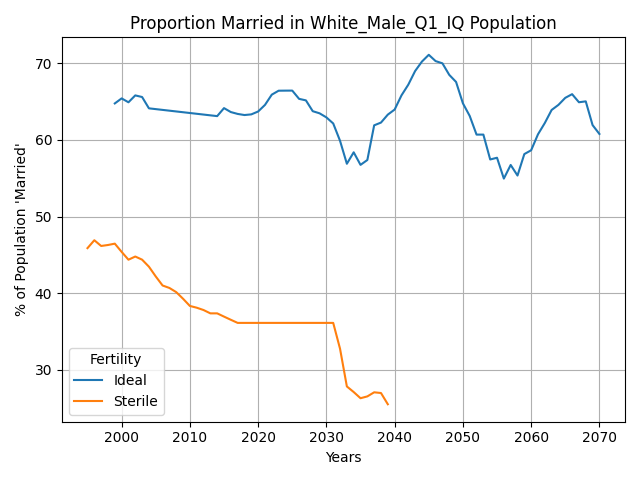 Proportion Married in White_Male_Q1_IQ Population
% of Population 'Married'
70
60
50
40
30
Fertility
Ideal
Sterile
2000 2010 2020 2030 2040 2050 2060 2070
Years